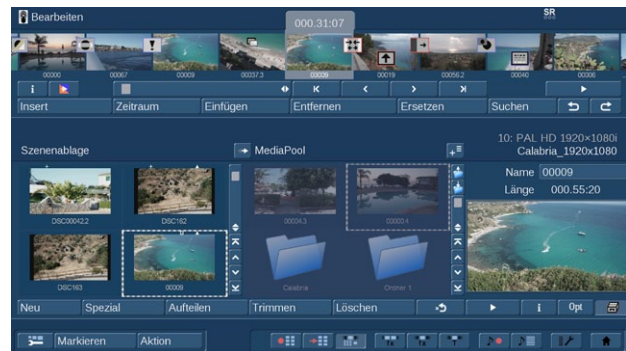 Bearbeiten
SR
000.31:07
00000 00067 00009 00037.3 00009 00019 00056.2 00040 00006
i
Insert Zeitraum Einfügen Entfernen Ersetzen Suchen
10: PAL HD 1920×1080i
Szenenablage MediaPool Calabria_1920x1080
Name 00009
Länge 000.55:20
DSC00042.2 DSC162 00034.3 00003.4
DSC163 00009 Calabria Ordner 1
Neu Spezial Aufteilen Trimmen Löschen i Opt
Markieren Aktion